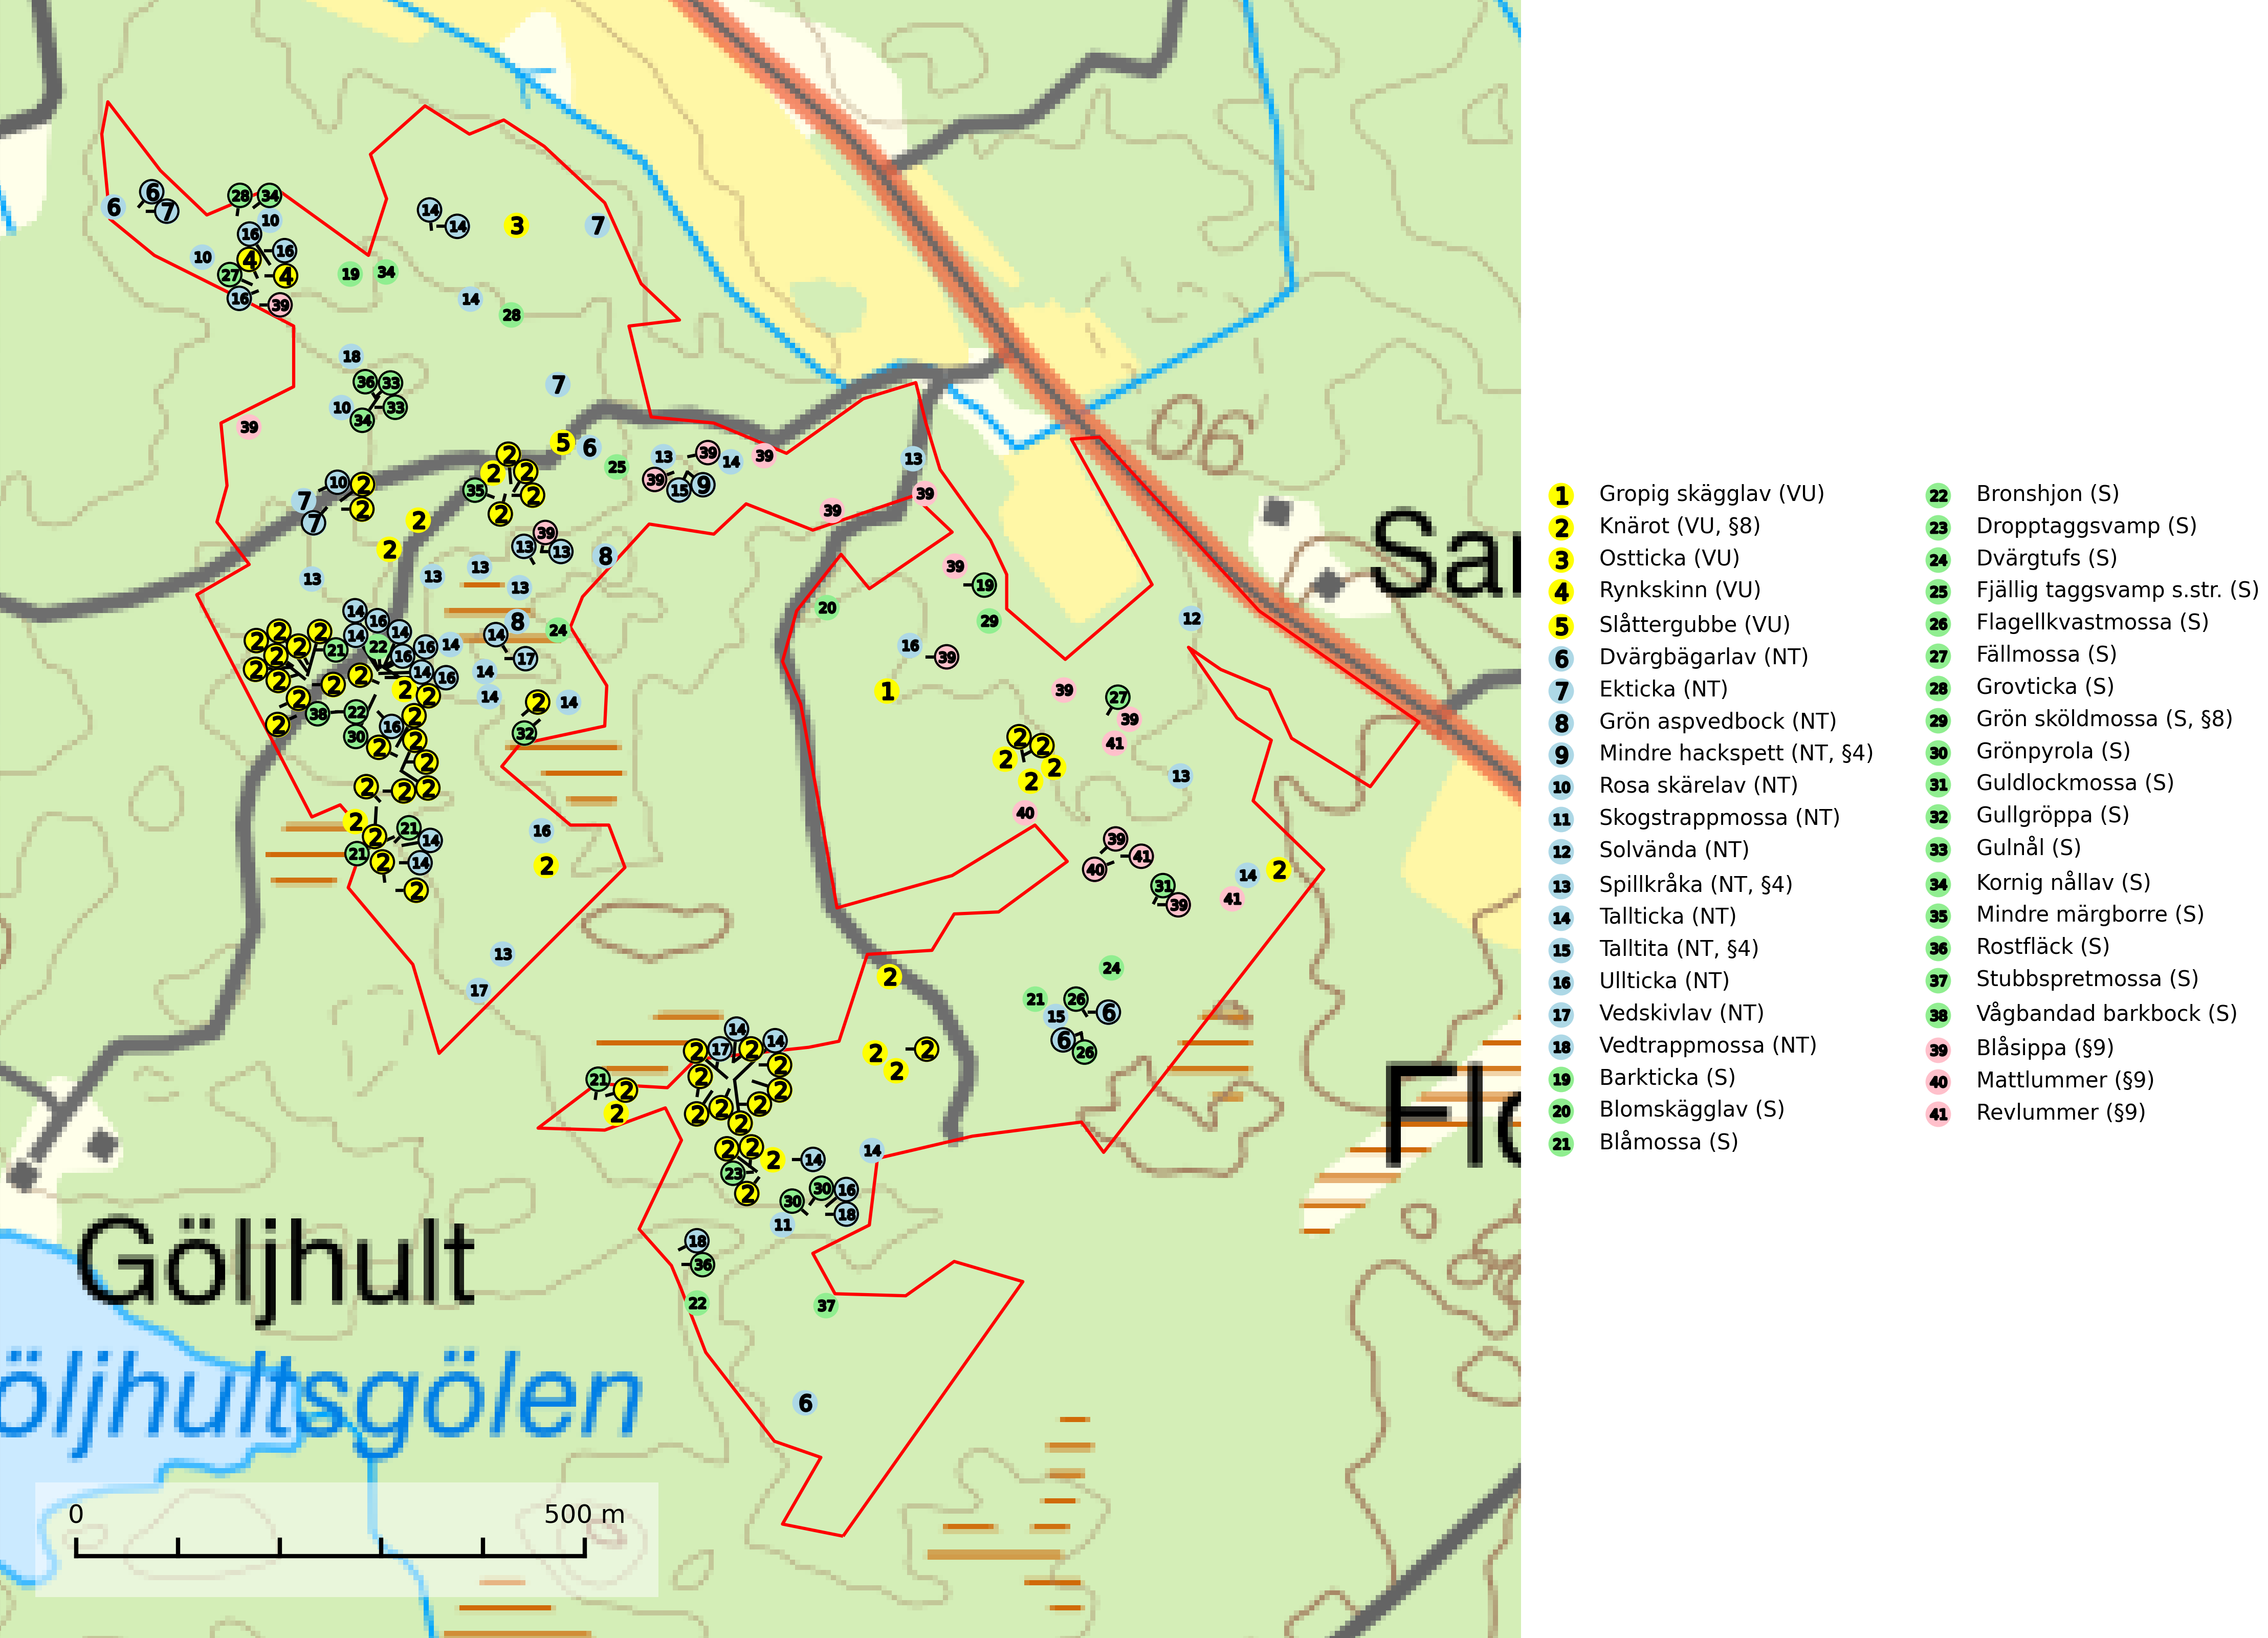 90
Sar
Flo
Göljhult
öljhultsgölen
0 500 m
1 Gropig skägglav (VU)
2 Knärot (VU, §8)
3 Ostticka (VU)
4 Rynkskinn (VU)
5 Slåttergubbe (VU)
6 Dvärgbägarlav (NT)
7 Ekticka (NT)
8 Grön aspvedbock (NT)
9 Mindre hackspett (NT, §4)
10 Rosa skärelav (NT)
11 Skogstrappmossa (NT)
12 Solvända (NT)
13 Spillkråka (NT, §4)
14 Tallticka (NT)
15 Talltita (NT, §4)
16 Ullticka (NT)
17 Vedskivlav (NT)
18 Vedtrappmossa (NT)
19 Barkticka (S)
20 Blomskägglav (S)
21 Blåmossa (S)
22 Bronshjon (S)
23 Dropptaggsvamp (S)
24 Dvärgtufs (S)
25 Fjällig taggsvamp s.str. (S)
26 Flagellkvastmossa (S)
27 Fällmossa (S)
28 Grovticka (S)
29 Grön sköldmossa (S, §8)
30 Grönpyrola (S)
31 Guldlockmossa (S)
32 Gullgröppa (S)
33 Gulnål (S)
34 Kornig nållav (S)
35 Mindre märgborre (S)
36 Rostfläck (S)
37 Stubbspretmossa (S)
38 Vågbandad barkbock (S)
39 Blåsippa (§9)
40 Mattlummer (§9)
41 Revlummer (§9)